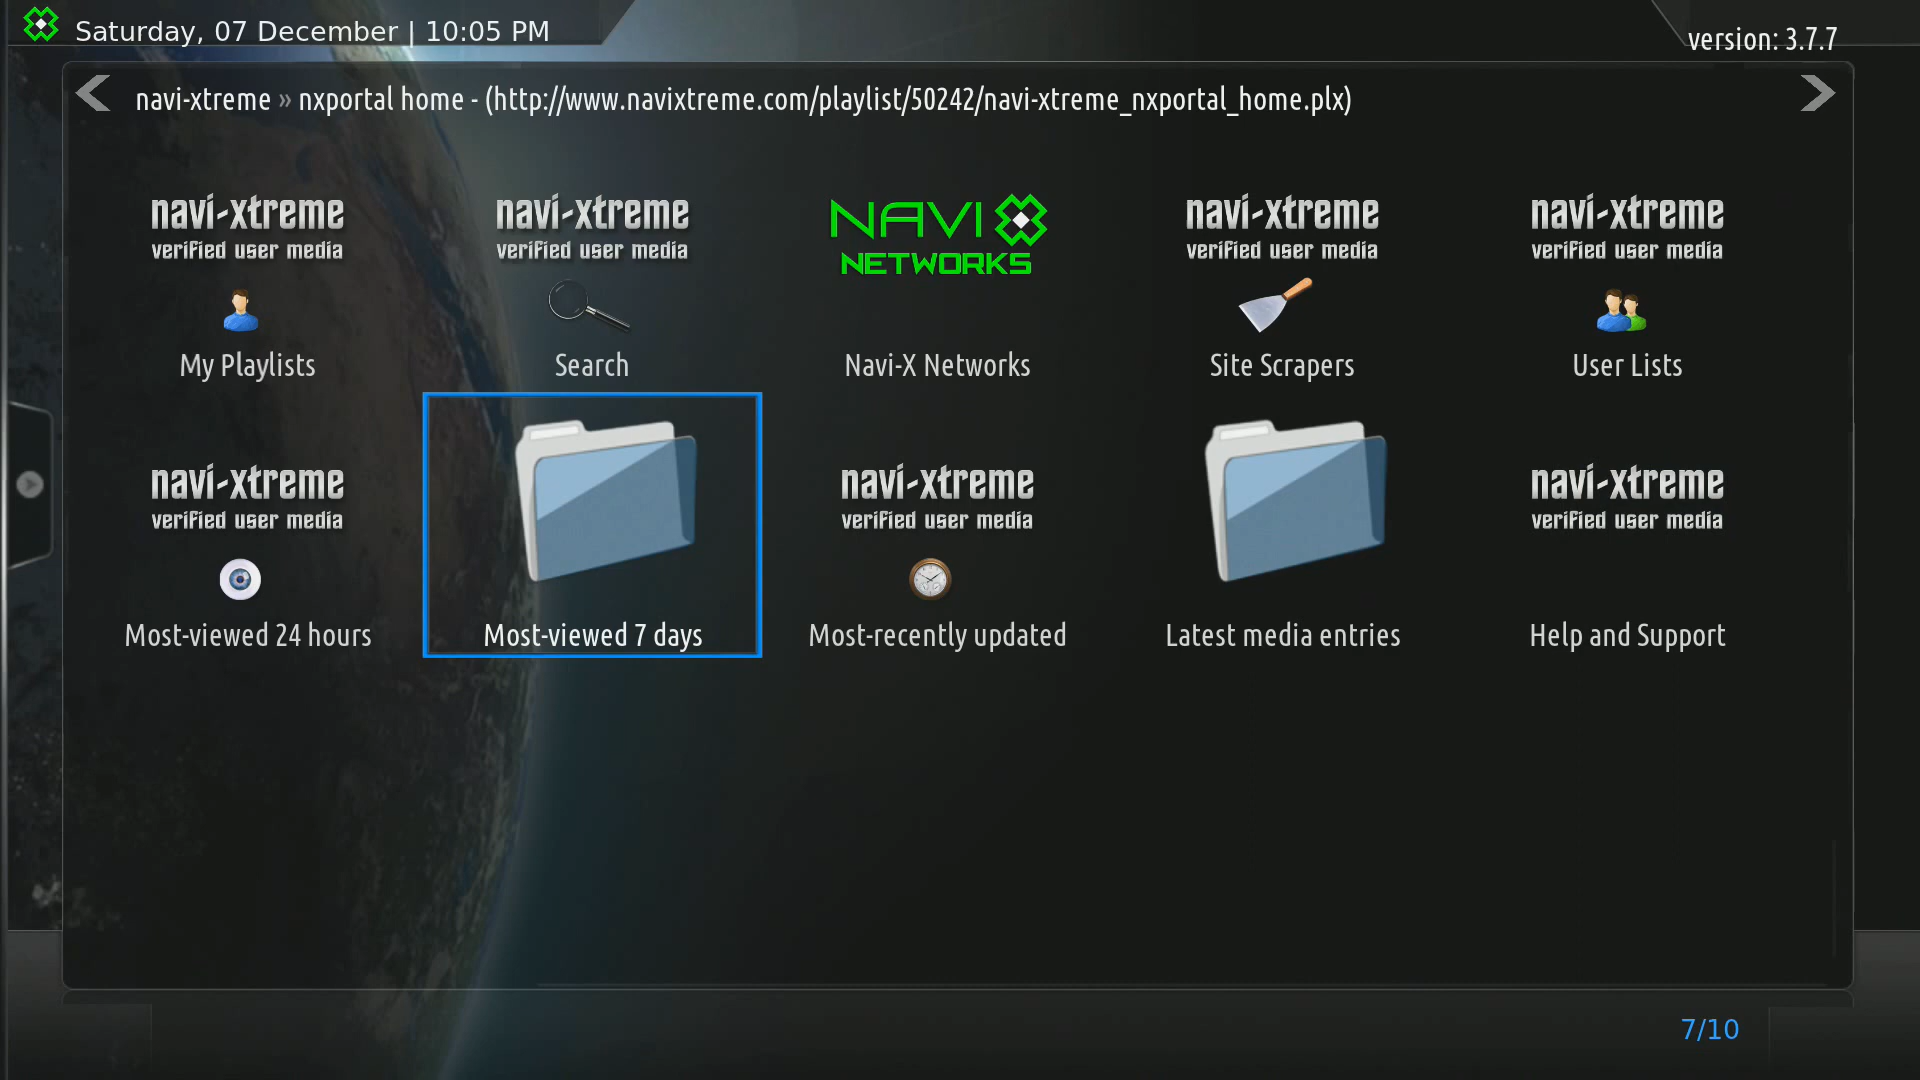 Saturday, 07 December | 10:05 PM
version: 3.7.7
navi-xtreme » nxportal home - (http://www.navixtreme.com/playlist/50242/navi-xtreme_nxportal_home.plx)
navi-xtreme
verified user media
My Playlists
navi-xtreme
verified user media
Search
NAVI X
NETWORKS
Navi-X Networks
navi-xtreme
verified user media
Site Scrapers
navi-xtreme
verified user media
User Lists
navi-xtreme
verified user media
Most-viewed 24 hours
Most-viewed 7 days
navi-xtreme
verified user media
Most-recently updated
Latest media entries
navi-xtreme
verified user media
Help and Support
7/10